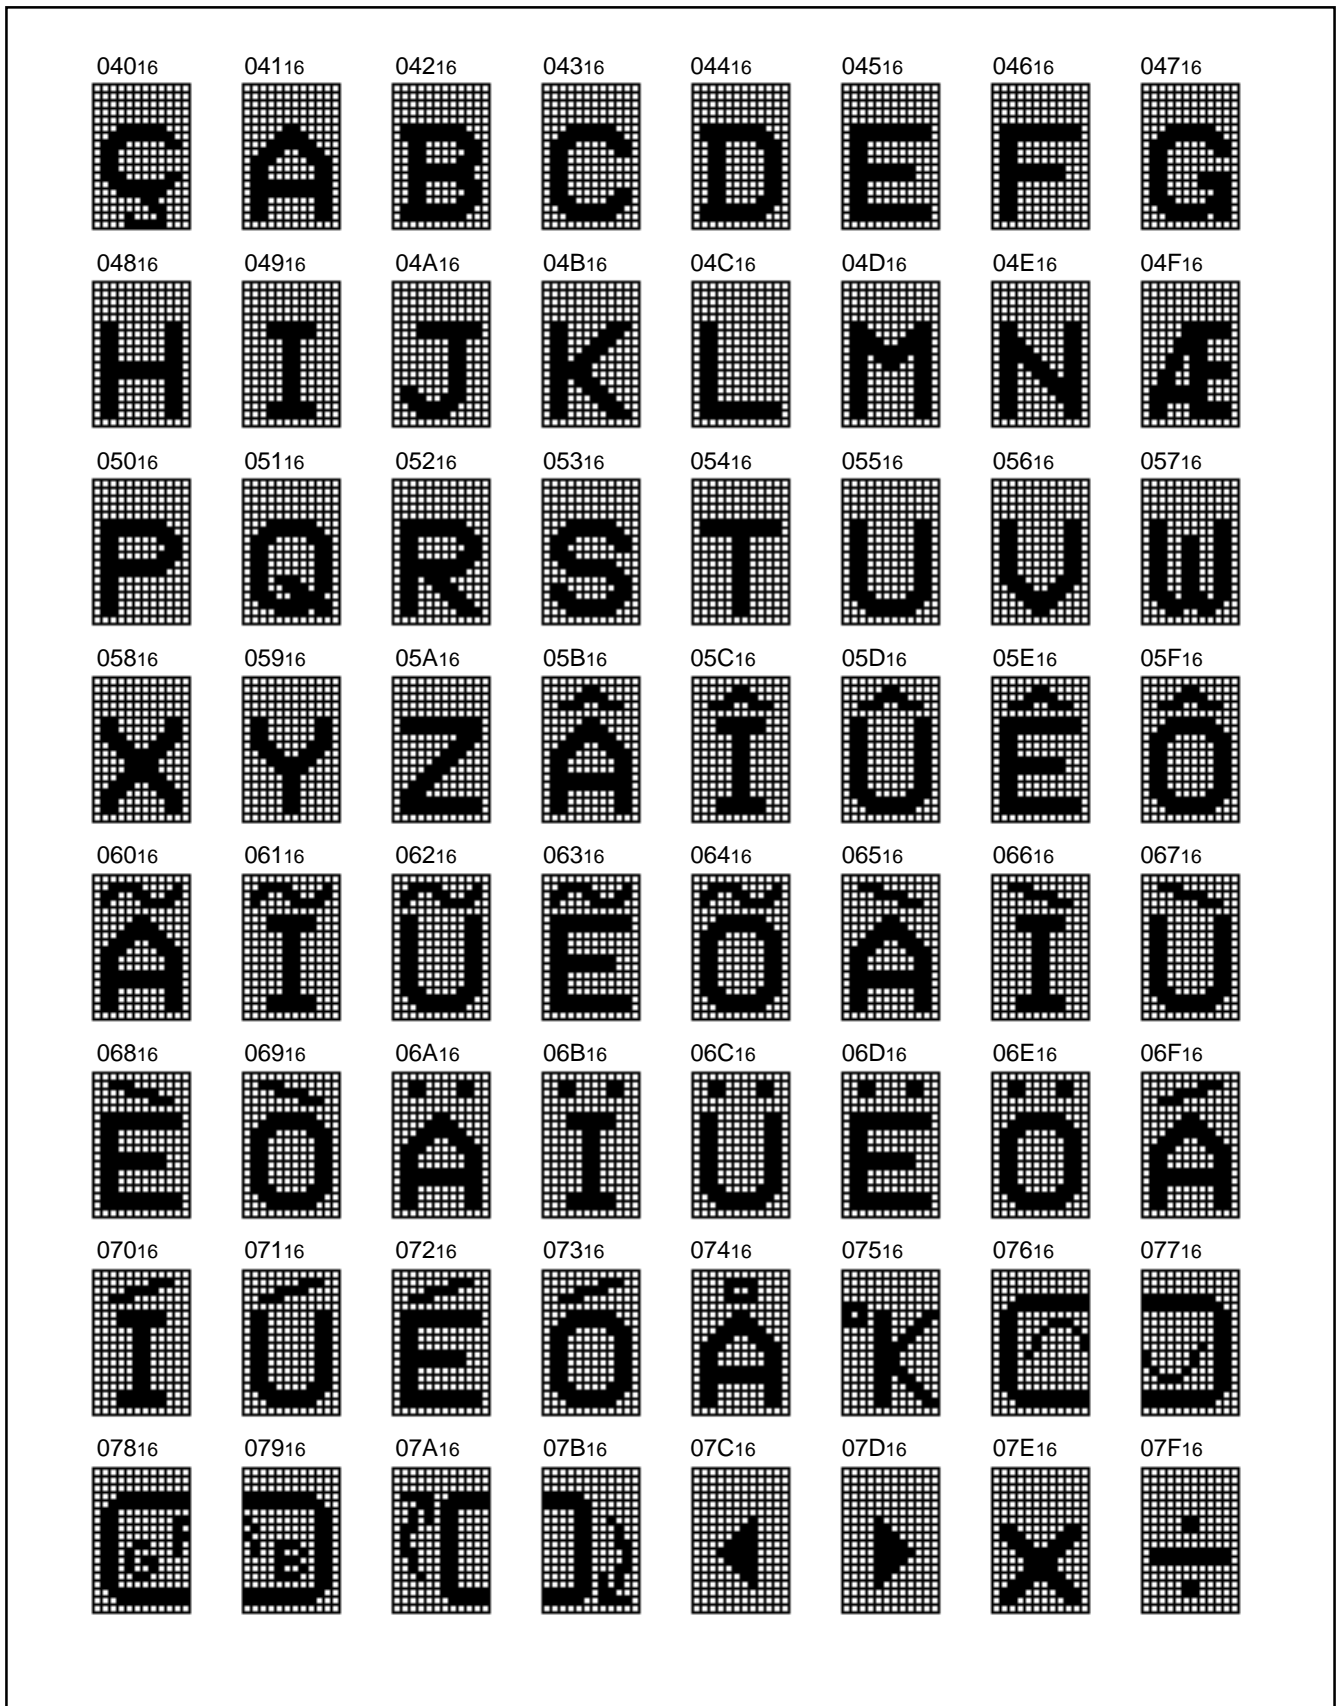 04016 04116 04216 04316 04416 04516 04616 04716
Ç A B C D E F G
04816 04916 04A16 04B16 04C16 04D16 04E16 04F16
H I J K L M N Æ
05016 05116 05216 05316 05416 05516 05616 05716
P Q R S T U V W
05816 05916 05A16 05B16 05C16 05D16 05E16 05F16
X Y Z Â Î Û Ê Ô
06016 06116 06216 06316 06416 06516 06616 06716
Ã Ĩ Ũ Ẽ Õ À Ì Ù
06816 06916 06A16 06B16 06C16 06D16 06E16 06F16
È Ò Ä Ï Ü Ë Ö Á
07016 07116 07216 07316 07416 07516 07616 07716
Í Ú É Ó Å °K
07816 07916 07A16 07B16 07C16 07D16 07E16 07F16
G B ◀ ▶ × ÷